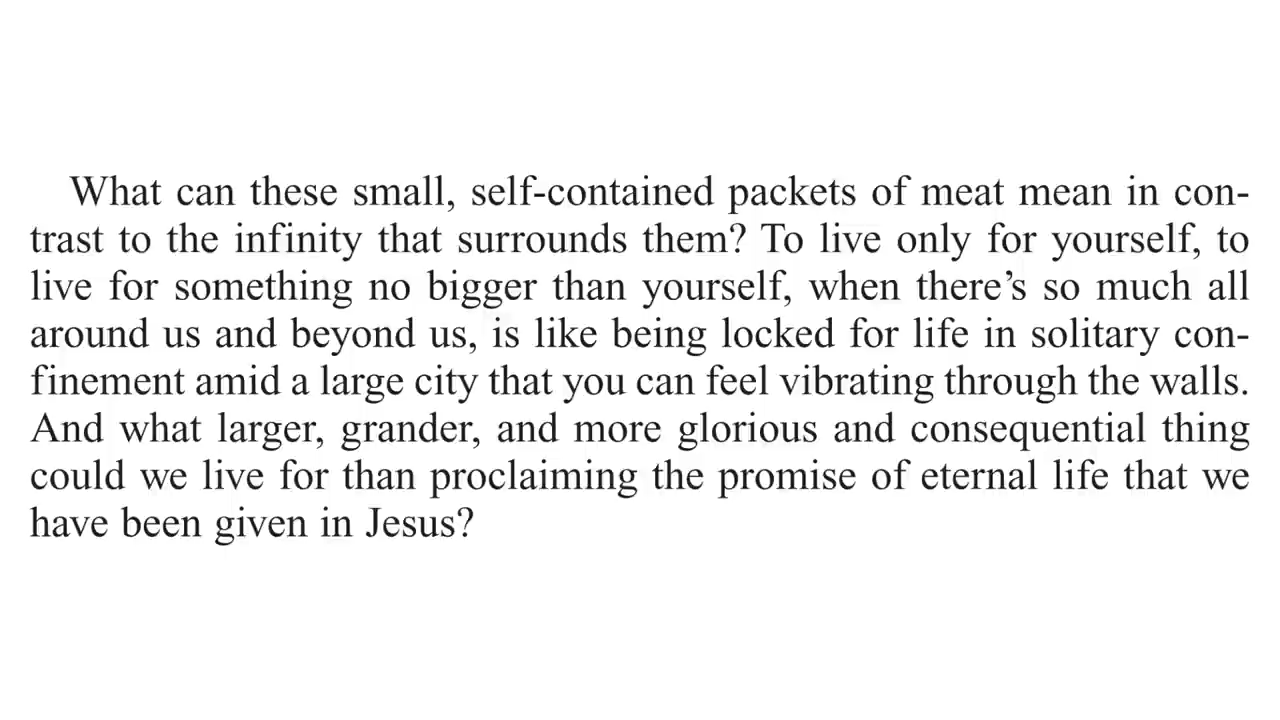 What can these small, self-contained packets of meat mean in con-
trast to the infinity that surrounds them? To live only for yourself, to
live for something no bigger than yourself, when there’s so much all
around us and beyond us, is like being locked for life in solitary con-
finement amid a large city that you can feel vibrating through the walls.
And what larger, grander, and more glorious and consequential thing
could we live for than proclaiming the promise of eternal life that we
have been given in Jesus?